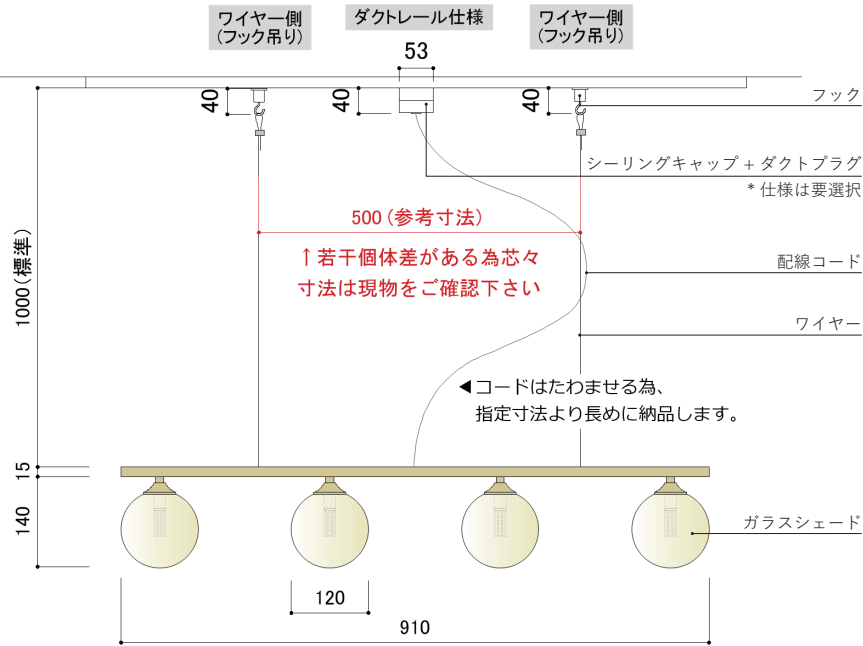 ワイヤー側
(フック吊り)
ダクトレール仕様
ワイヤー側
(フック吊り)
53
40
40
40
フック
シーリングキャップ + ダクトプラグ
* 仕様は要選択
500 (参考寸法)
↑若干個体差がある為芯々
寸法は現物をご確認下さい
1000(標準)
配線コード
ワイヤー
◀コードはたわませる為、
指定寸法より長めに納品します。
15
140
ガラスシェード
120
910